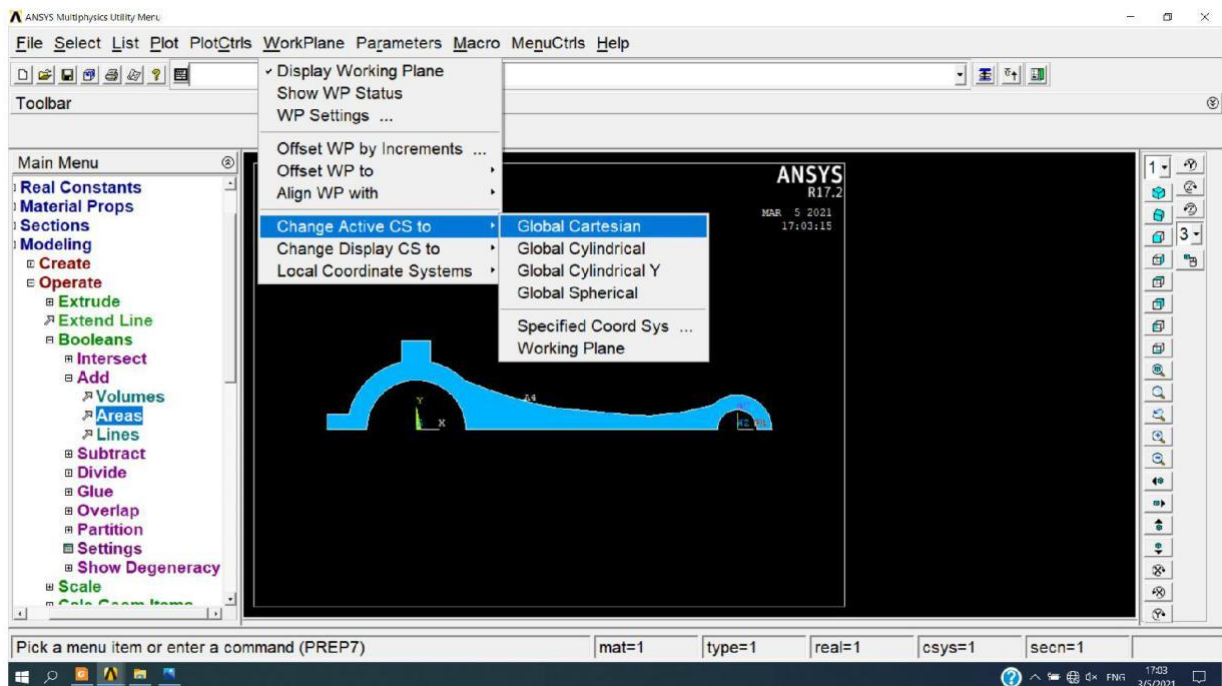 ANSYS Multiphysics Utility Menu
File Select List Plot PlotCtrls WorkPlane Parameters Macro MenuCtrls Help
Display Working Plane
Show WP Status
WP Settings ...
Offset WP by Increments ...
Offset WP to
Align WP with
Change Active CS to
Change Display CS to
Local Coordinate Systems
Global Cartesian
Global Cylindrical
Global Cylindrical Y
Global Spherical
Specified Coord Sys ...
Working Plane
Toolbar
Main Menu
Real Constants
Material Props
Sections
Modeling
Create
Operate
Extrude
Extend Line
Booleans
Intersect
Add
Volumes
Areas
Lines
Subtract
Divide
Glue
Overlap
Partition
Settings
Show Degeneracy
Scale
ANSYS
R17.2
MAR 5 2021
17:03:15
A4
Y
X
1
3
Pick a menu item or enter a command (PREP7)
mat=1
type=1
real=1
csys=1
secn=1
ENG
17:03
3/5/2021